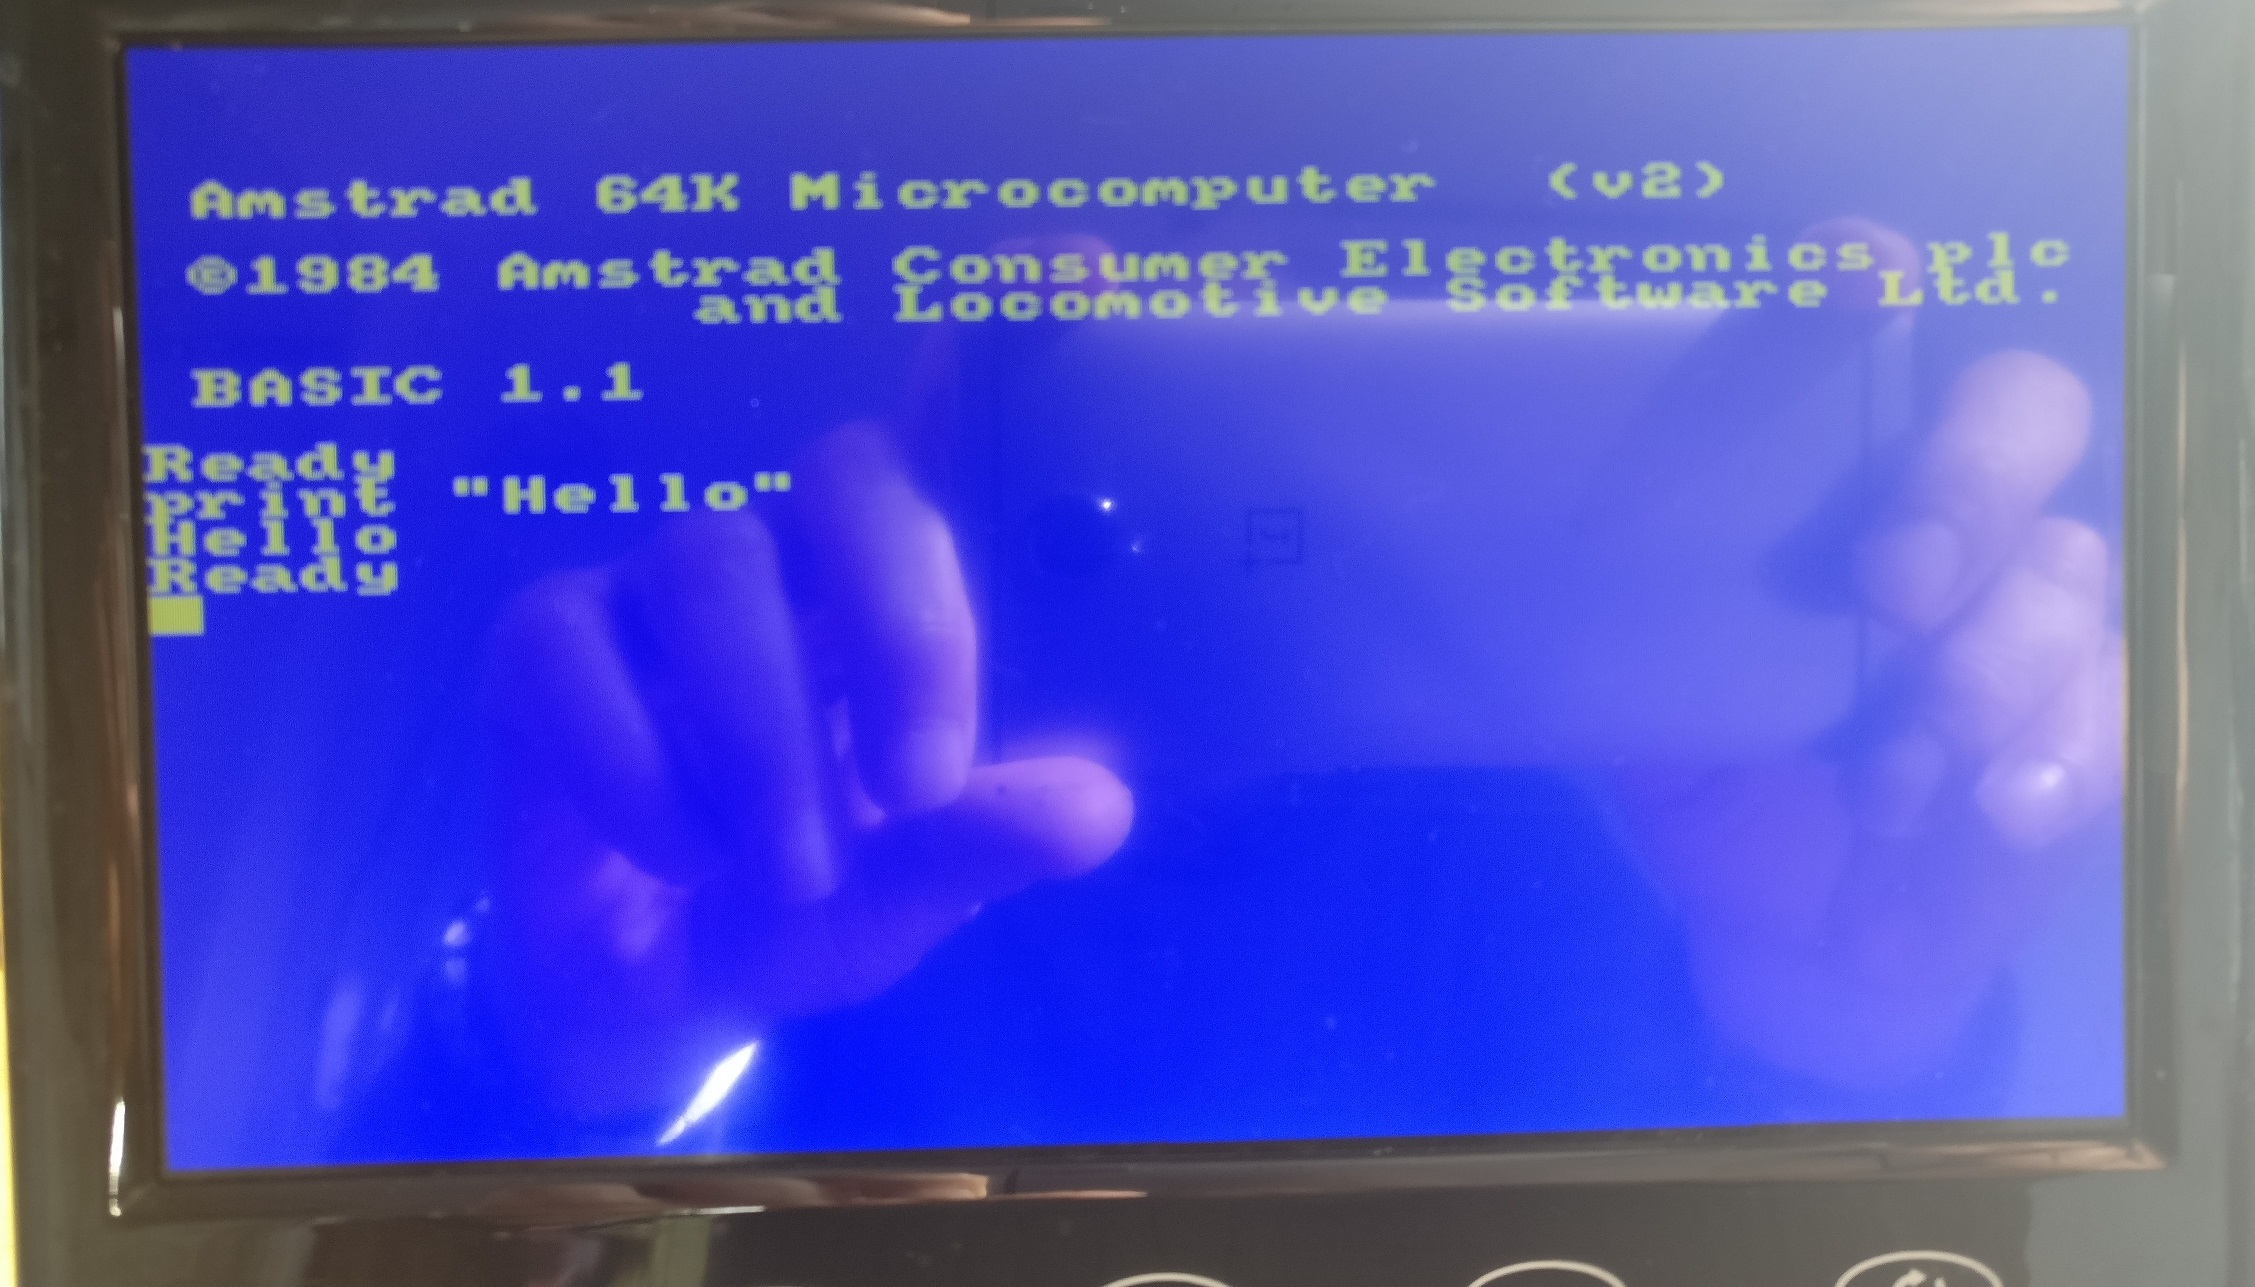 Amstrad 64K Microcomputer (v2)
©1984 Amstrad Consumer Electronics plc
and Locomotive Software Ltd.
BASIC 1.1
Ready
print "Hello"
Hello
Ready